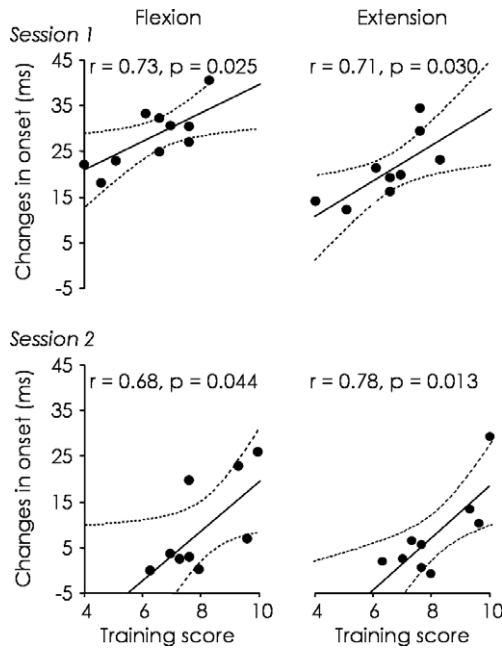 Flexion Extension
Session 1
r = 0.73, p = 0.025 r = 0.71, p = 0.030
Changes in onset (ms)
45
35
25
15
5
-5
Session 2
r = 0.68, p = 0.044 r = 0.78, p = 0.013
Changes in onset (ms)
45
35
25
15
5
-5
4 6 8 10 4 6 8 10
Training score Training score